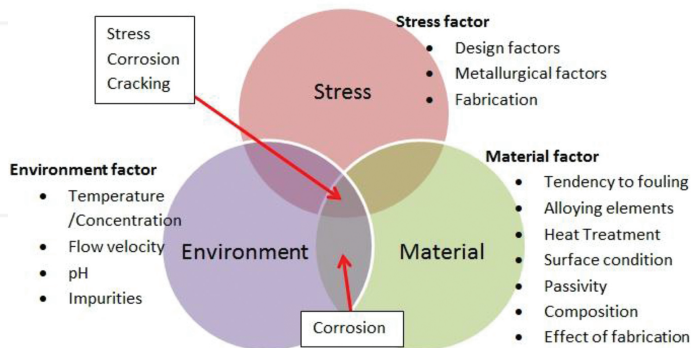 Stress
Corrosion
Cracking
Stress factor
• Design factors
• Metallurgical factors
• Fabrication
Stress
Environment factor
• Temperature
/Concentration
• Flow velocity
• pH
• Impurities
Environment
Material
Material factor
• Tendency to fouling
• Alloying elements
• Heat Treatment
• Surface condition
• Passivity
• Composition
• Effect of fabrication
Corrosion